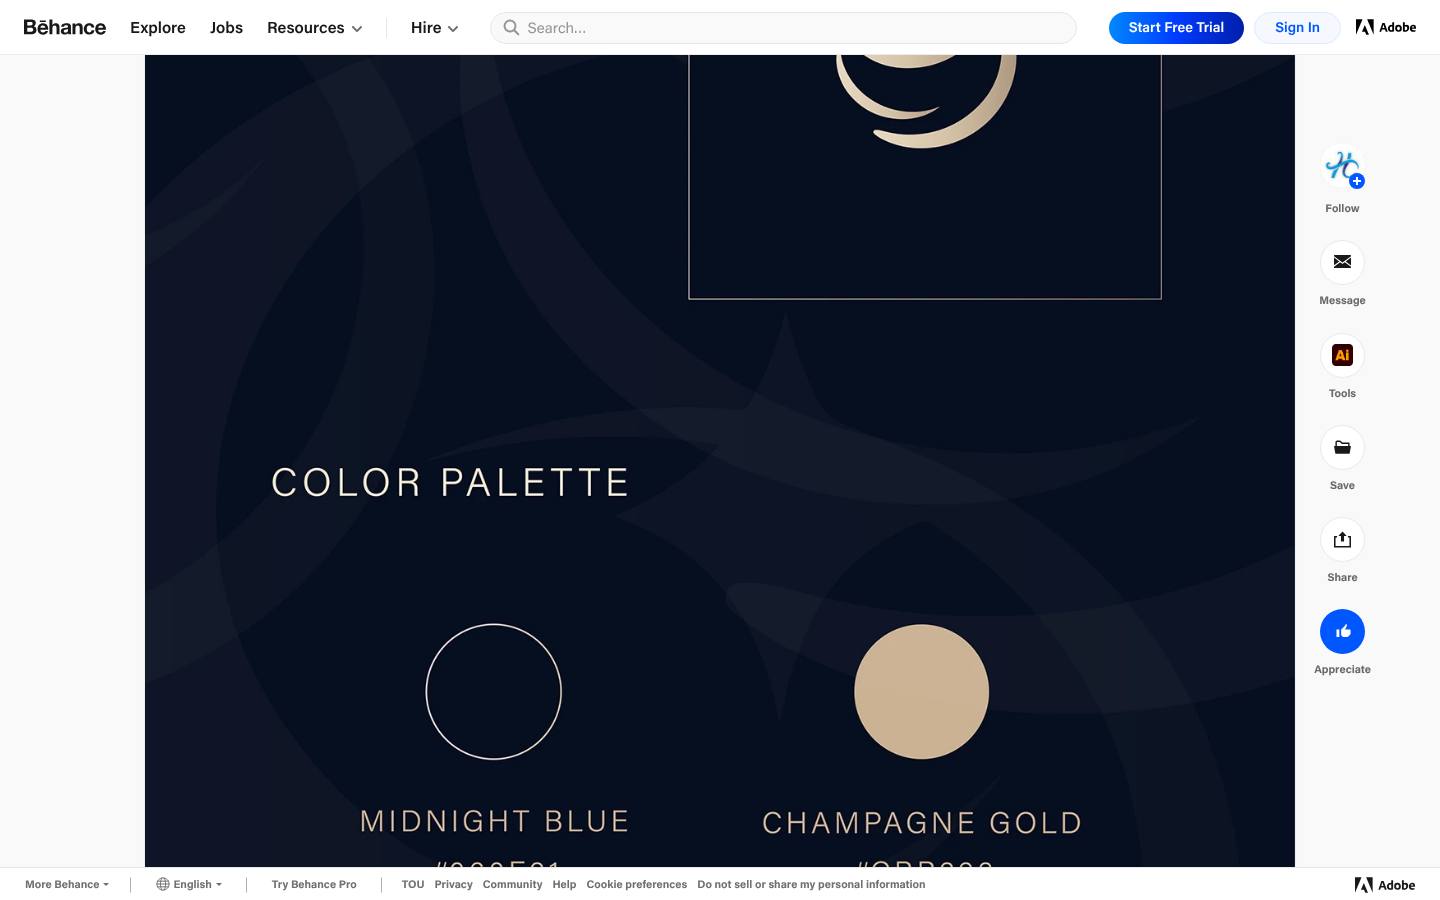 Bēhance Explore Jobs Resources Hire Search... Start Free Trial Sign In Adobe
Follow
Message
Ai
Tools
COLOR PALETTE
Save
Share
Appreciate
MIDNIGHT BLUE CHAMPAGNE GOLD
More Behance English Try Behance Pro TOU Privacy Community Help Cookie preferences Do not sell or share my personal information Adobe